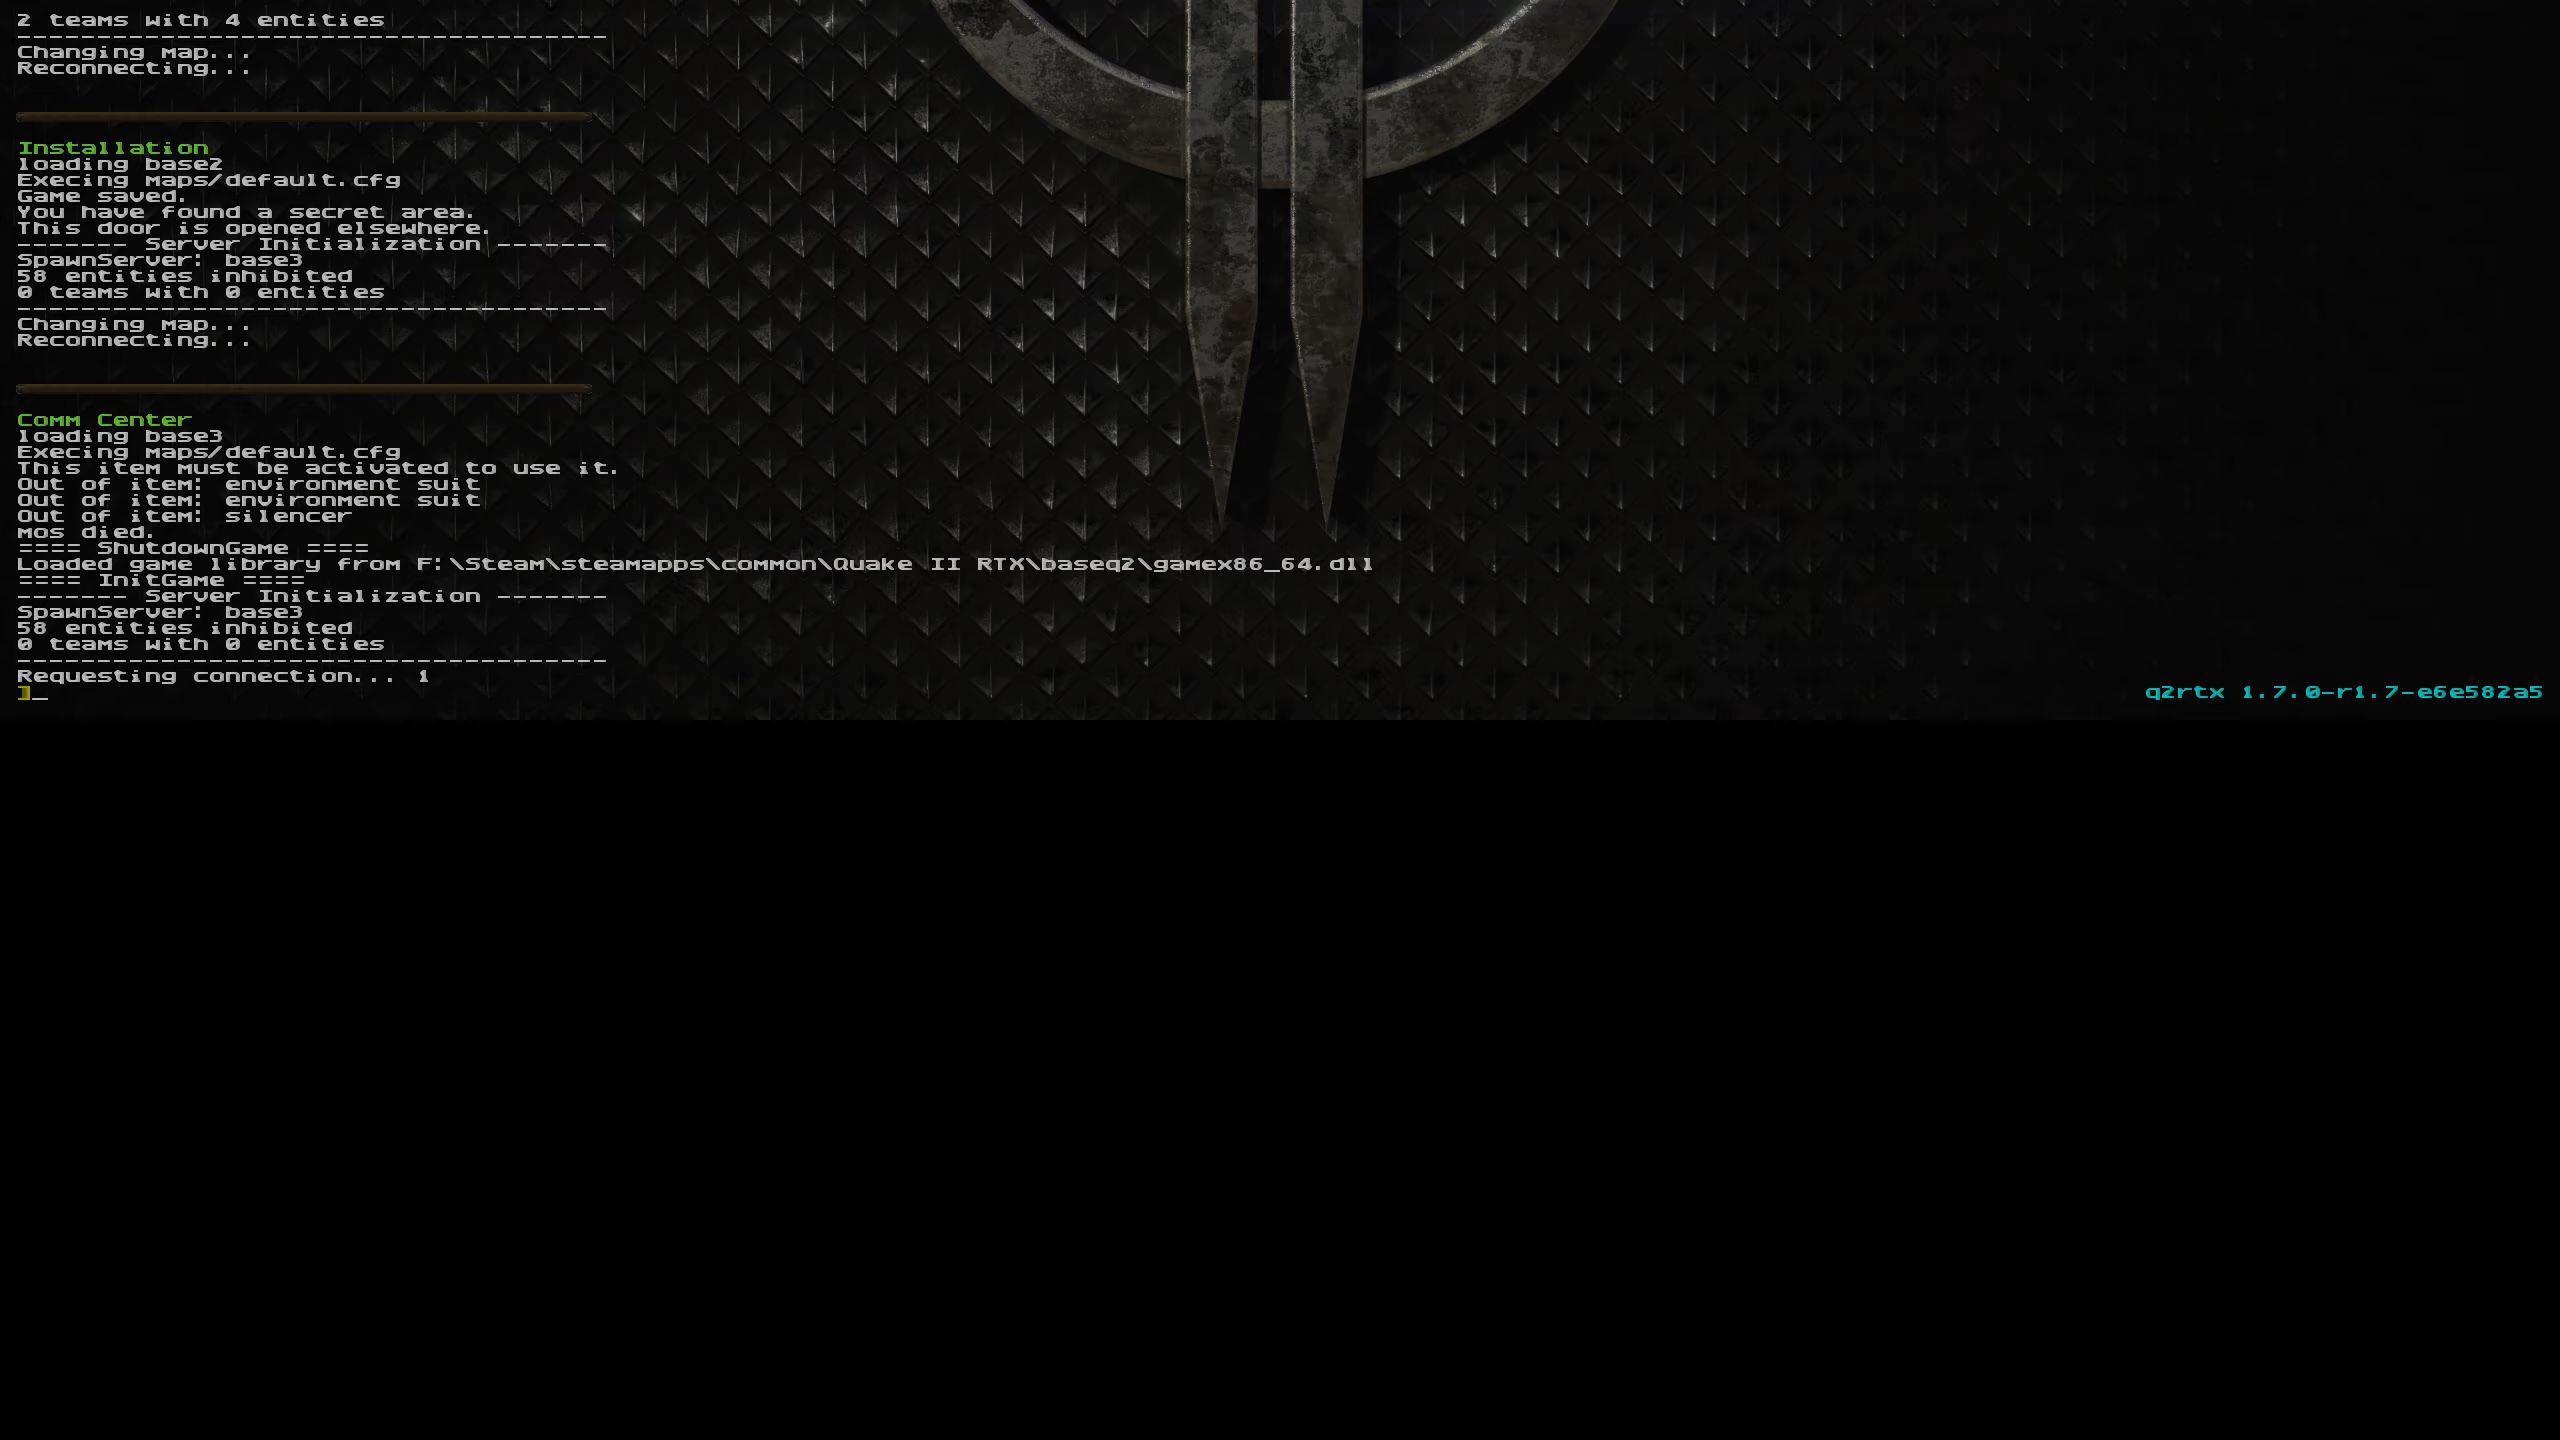 2 teams with 4 entities
-------------------------------------
Changing map...
Reconnecting...
Installation
loading base2
Execing maps/default.cfg
Game saved.
You have found a secret area.
This door is opened elsewhere.
------- Server Initialization -------
SpawnServer: base3
58 entities inhibited
0 teams with 0 entities
-------------------------------------
Changing map...
Reconnecting...
Comm Center
loading base3
Execing maps/default.cfg
This item must be activated to use it.
Out of item: environment suit
Out of item: environment suit
Out of item: silencer
mos died.
==== ShutdownGame ====
Loaded game library from F:\Steam\steamapps\common\Quake II RTX\baseq2\gamex86_64.dll
==== InitGame ====
------- Server Initialization -------
SpawnServer: base3
58 entities inhibited
0 teams with 0 entities
-------------------------------------
Requesting connection... 1
]_
q2rtx 1.7.0-r1.7-e6e582a5